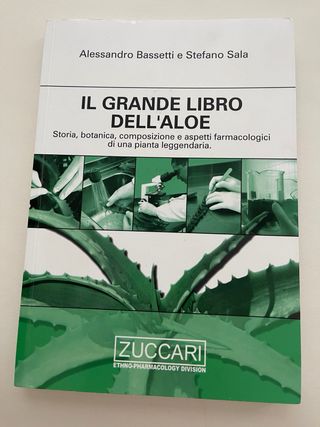 Alessandro Bassetti e Stefano Sala
IL GRANDE LIBRO
DELL'ALOE
Storia, botanica, composizione e aspetti farmacologici
di una pianta leggendaria.
ZUCCARI
ETHNO-PHARMACOLOGY DIVISION